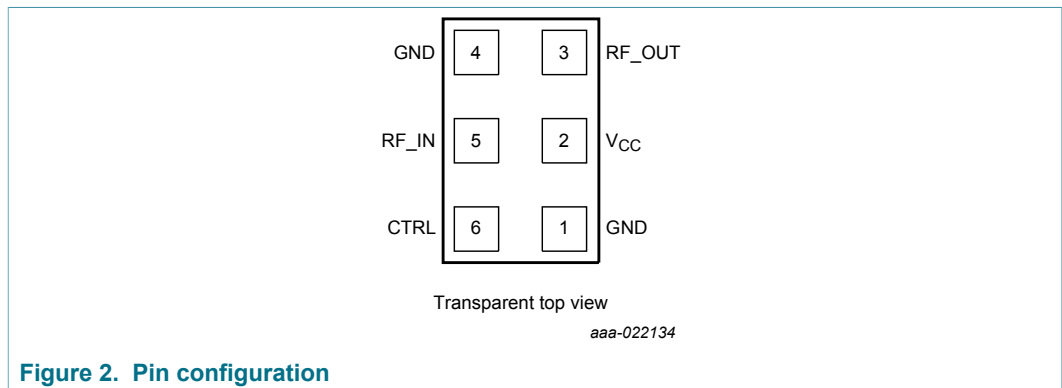 GND 4 3 RF_OUT
RF_IN 5 2 VCC
CTRL 6 1 GND
Transparent top view
aaa-022134
Figure 2. Pin configuration